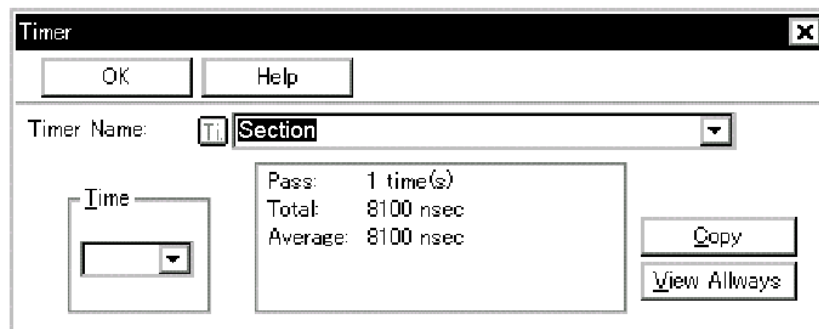 Timer
OK Help
Timer Name: Ti. Section
Time
Pass: 1 time(s)
Total: 8100 nsec
Average: 8100 nsec
Copy
View Allways